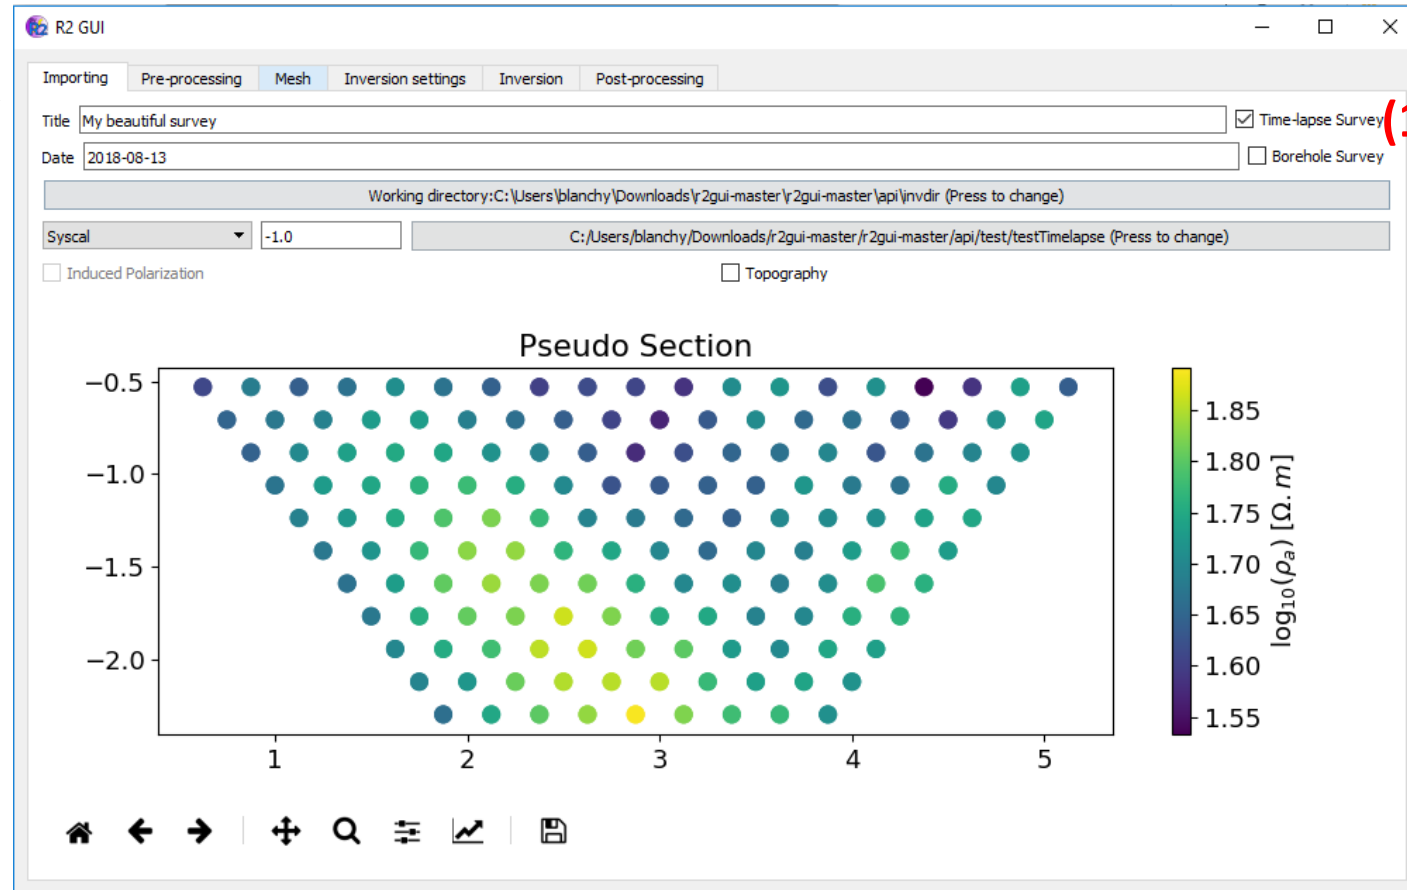 R2 GUI
Importing Pre-processing Mesh Inversion settings Inversion Post-processing
Title My beautiful survey Time-lapse Survey (1
Date 2018-08-13 Borehole Survey
Working directory:C:\Users\blanchy\Downloads\r2gui-master\r2gui-master\api\invdir (Press to change)
Syscal -1.0 C:/Users/blanchy/Downloads/r2gui-master/r2gui-master/api/test/testTimelapse (Press to change)
Induced Polarization Topography
Pseudo Section
−0.5
−1.0
−1.5
−2.0
1 2 3 4 5
1.85
1.80
1.75
1.70
1.65
1.60
1.55
log₁₀(ρₐ) [Ω.m]